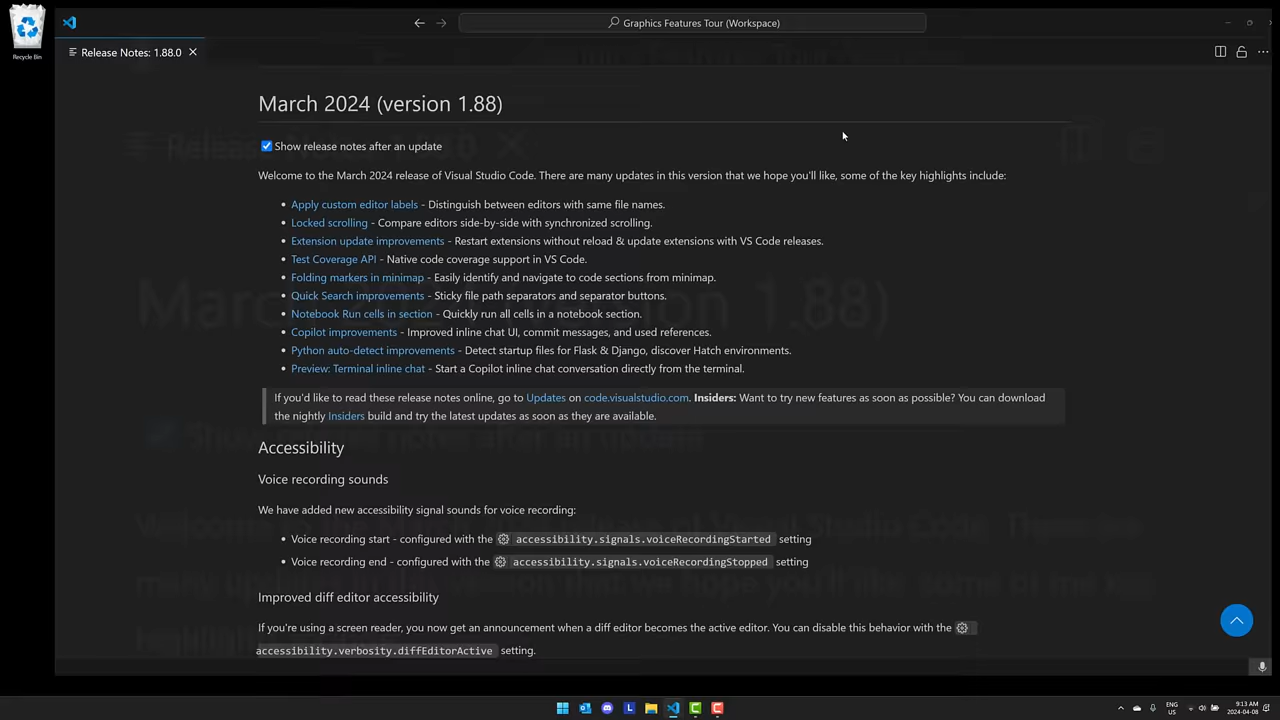 Graphics Features Tour (Workspace)
Recycle Bin
Release Notes: 1.88.0
March 2024 (version 1.88)
Show release notes after an update
Welcome to the March 2024 release of Visual Studio Code. There are many updates in this version that we hope you'll like, some of the key highlights include:
• Apply custom editor labels - Distinguish between editors with same file names.
• Locked scrolling - Compare editors side-by-side with synchronized scrolling.
• Extension update improvements - Restart extensions without reload & update extensions with VS Code releases.
• Test Coverage API - Native code coverage support in VS Code.
• Folding markers in minimap - Easily identify and navigate to code sections from minimap.
• Quick Search improvements - Sticky file path separators and separator buttons.
• Notebook Run cells in section - Quickly run all cells in a notebook section.
• Copilot improvements - Improved inline chat UI, commit messages, and used references.
• Python auto-detect improvements - Detect startup files for Flask & Django, discover Hatch environments.
• Preview: Terminal inline chat - Start a Copilot inline chat conversation directly from the terminal.
If you'd like to read these release notes online, go to Updates on code.visualstudio.com. Insiders: Want to try new features as soon as possible? You can download
the nightly Insiders build and try the latest updates as soon as they are available.
Accessibility
Voice recording sounds
We have added new accessibility signal sounds for voice recording:
• Voice recording start - configured with the accessibility.signals.voiceRecordingStarted setting
• Voice recording end - configured with the accessibility.signals.voiceRecordingStopped setting
Improved diff editor accessibility
If you're using a screen reader, you now get an announcement when a diff editor becomes the active editor. You can disable this behavior with the
accessibility.verbosity.diffEditorActive setting.
ENG
US
9:13 AM
2024-04-08